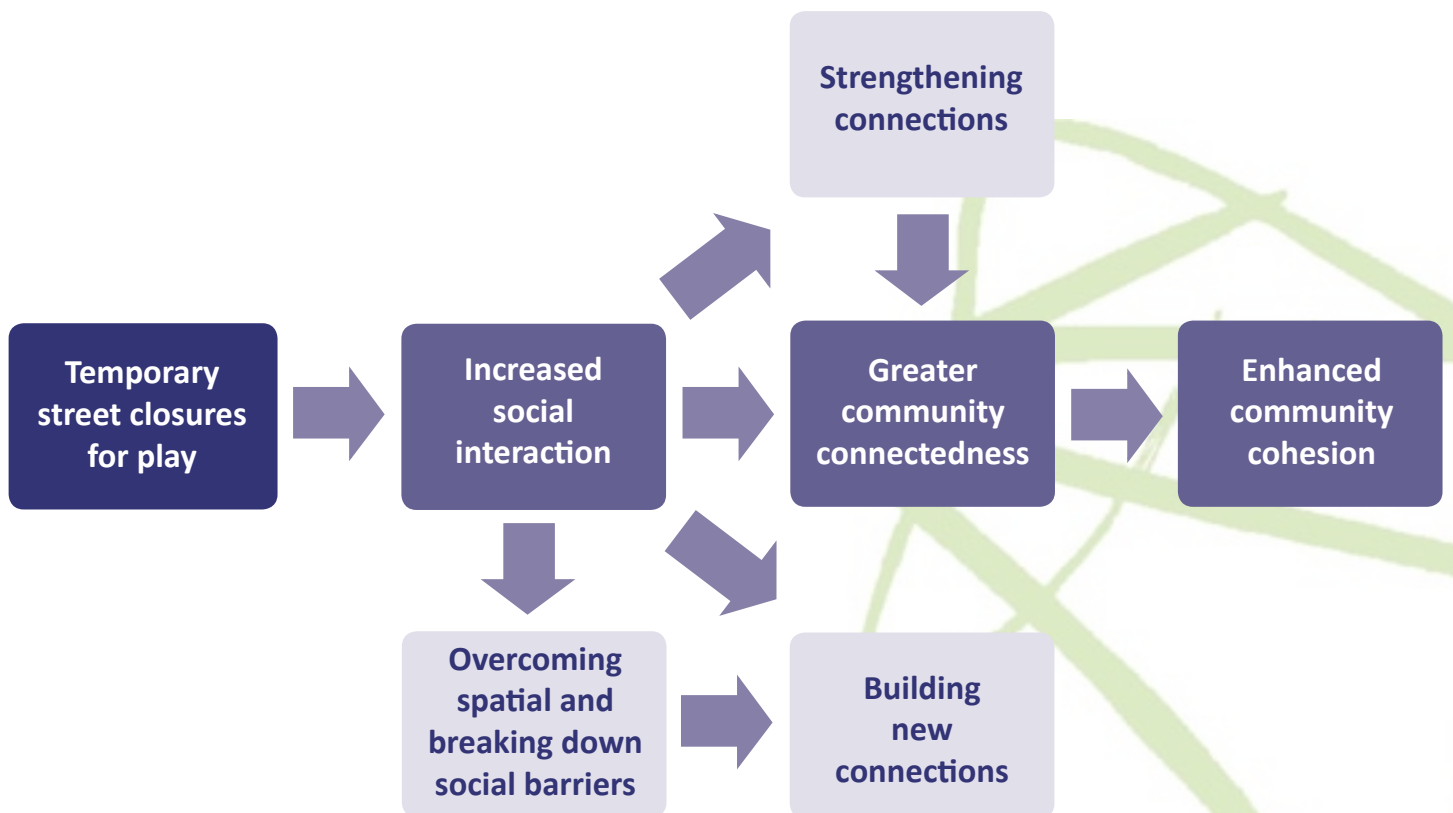 Strengthening
connections
Temporary
street closures
for play
Increased
social
interaction
Greater
community
connectedness
Enhanced
community
cohesion
Overcoming
spatial and
breaking down
social barriers
Building
new
connections